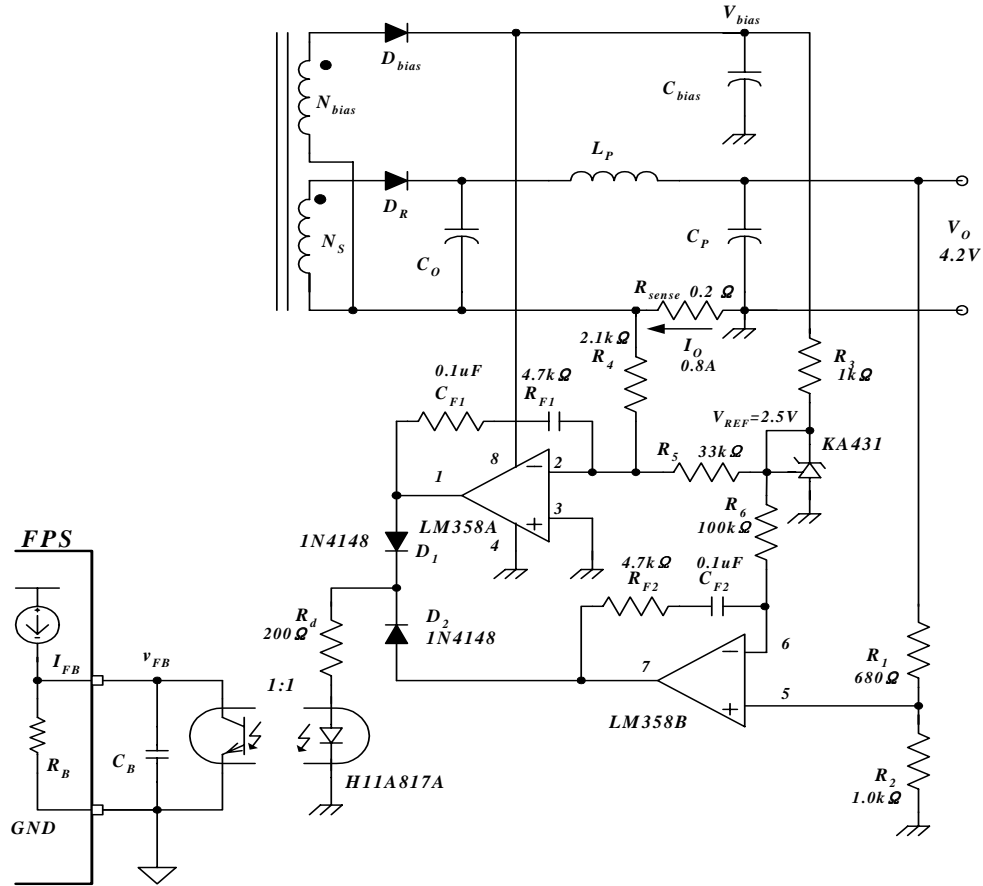 V_bias
D_bias
C_bias
N_bias
L_P
D_R
N_S
C_O
C_P
V_O
4.2V
R_sense 0.2 Ω
2.1kΩ
R_4
I_O
0.8A
R_3
1kΩ
0.1uF
C_F1
4.7kΩ
R_F1
V_REF=2.5V
KA431
R_5
33kΩ
8
2
1
3
4
LM358A
R_6
100kΩ
1N4148
D_1
FPS
4.7kΩ
R_F2
0.1uF
C_F2
R_d
200Ω
D_2
1N4148
I_FB
v_FB
1:1
6
7
5
R_1
680Ω
LM358B
R_B
C_B
H11A817A
R_2
1.0kΩ
GND